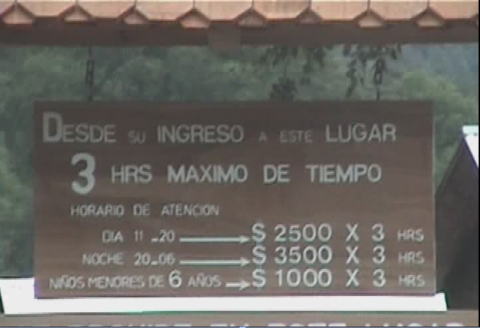 DESDE SU INGRESO A ESTE LUGAR
3 HRS MAXIMO DE TIEMPO
HORARIO DE ATENCION
DIA 11-20 → $ 2500 X 3 HRS
NOCHE 20-06 → $ 3500 X 3 HRS
NIÑOS MENORES DE 6 AÑOS → $ 1000 X 3 HRS